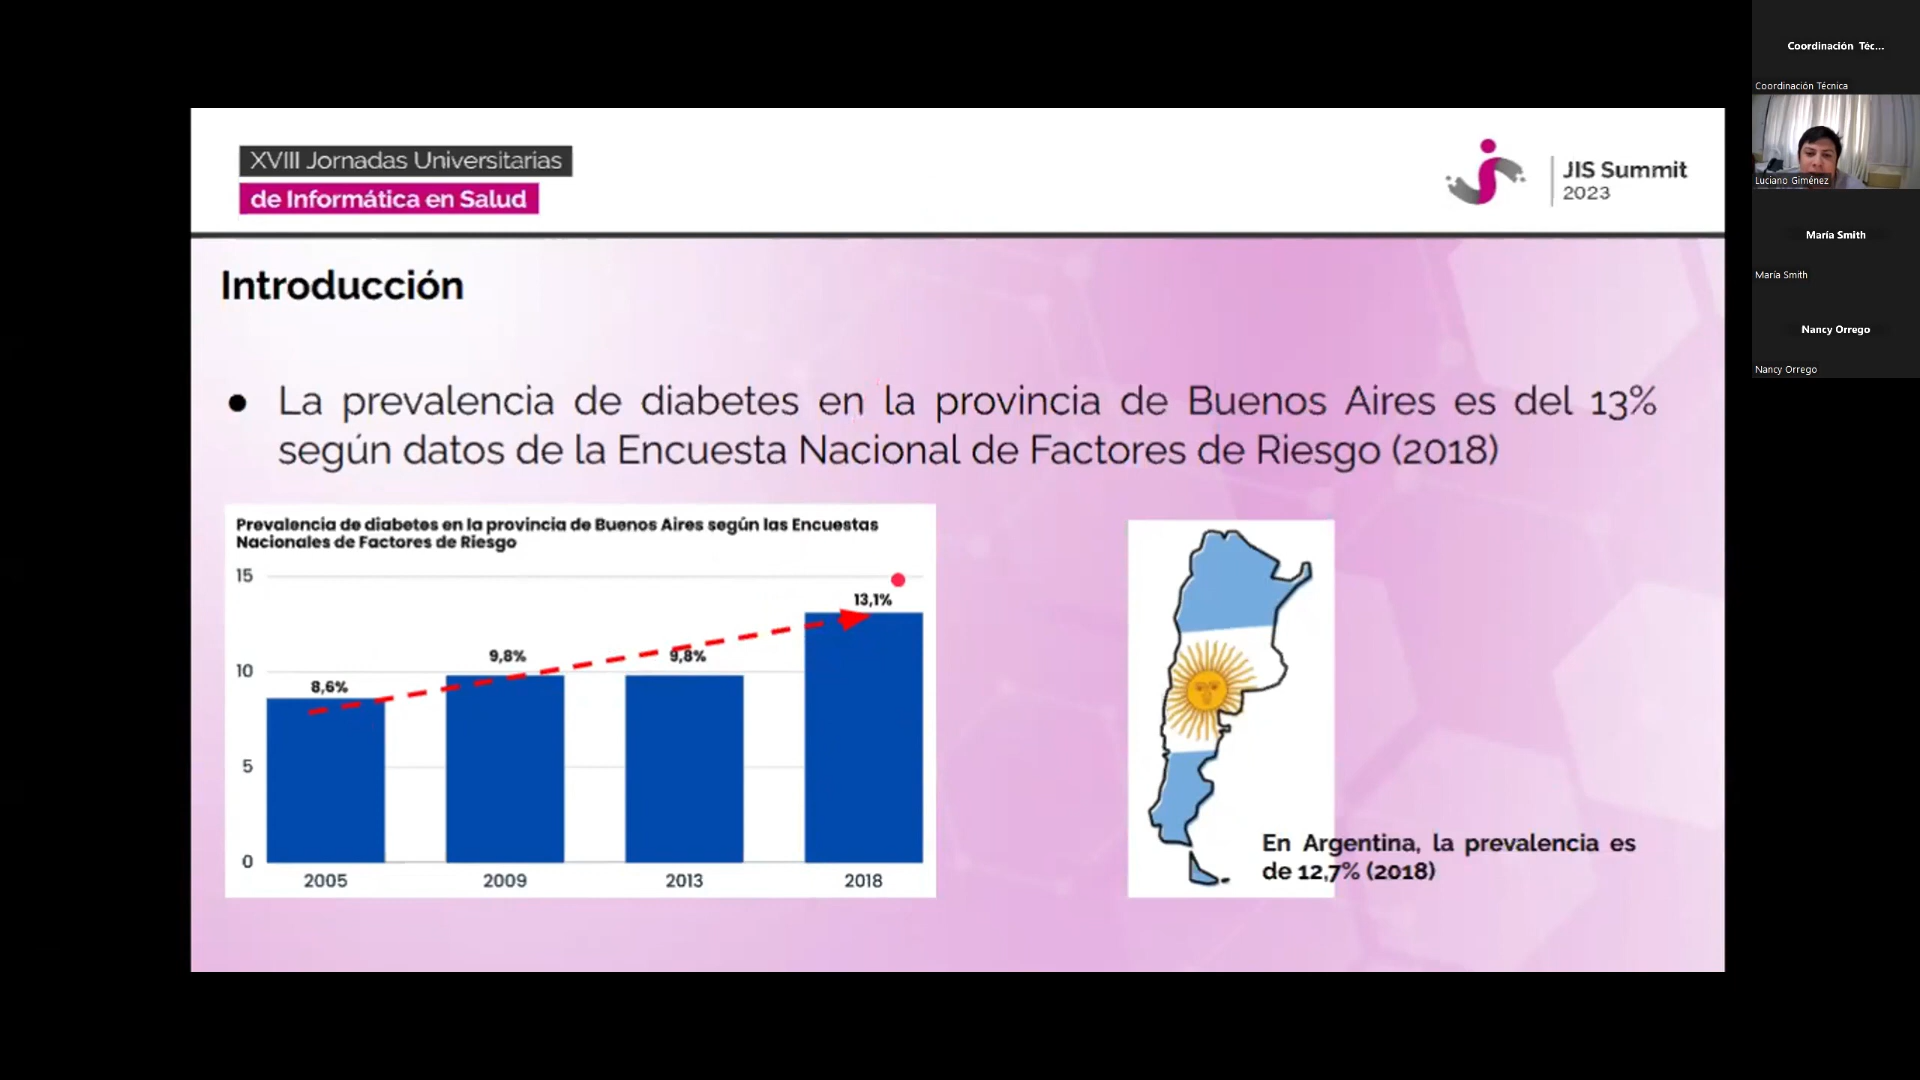 XVIII Jornadas Universitarias
de Informática en Salud
JIS Summit
2023
Introducción
● La prevalencia de diabetes en la provincia de Buenos Aires es del 13%
según datos de la Encuesta Nacional de Factores de Riesgo (2018)
Prevalencia de diabetes en la provincia de Buenos Aires según las Encuestas
Nacionales de Factores de Riesgo
15
10
5
0
8,6%
9,8%
9,8%
13,1%
2005
2009
2013
2018
En Argentina, la prevalencia es
de 12,7% (2018)
Coordinación Téc...
Coordinación Técnica
Luciano Giménez
María Smith
María Smith
Nancy Orrego
Nancy Orrego